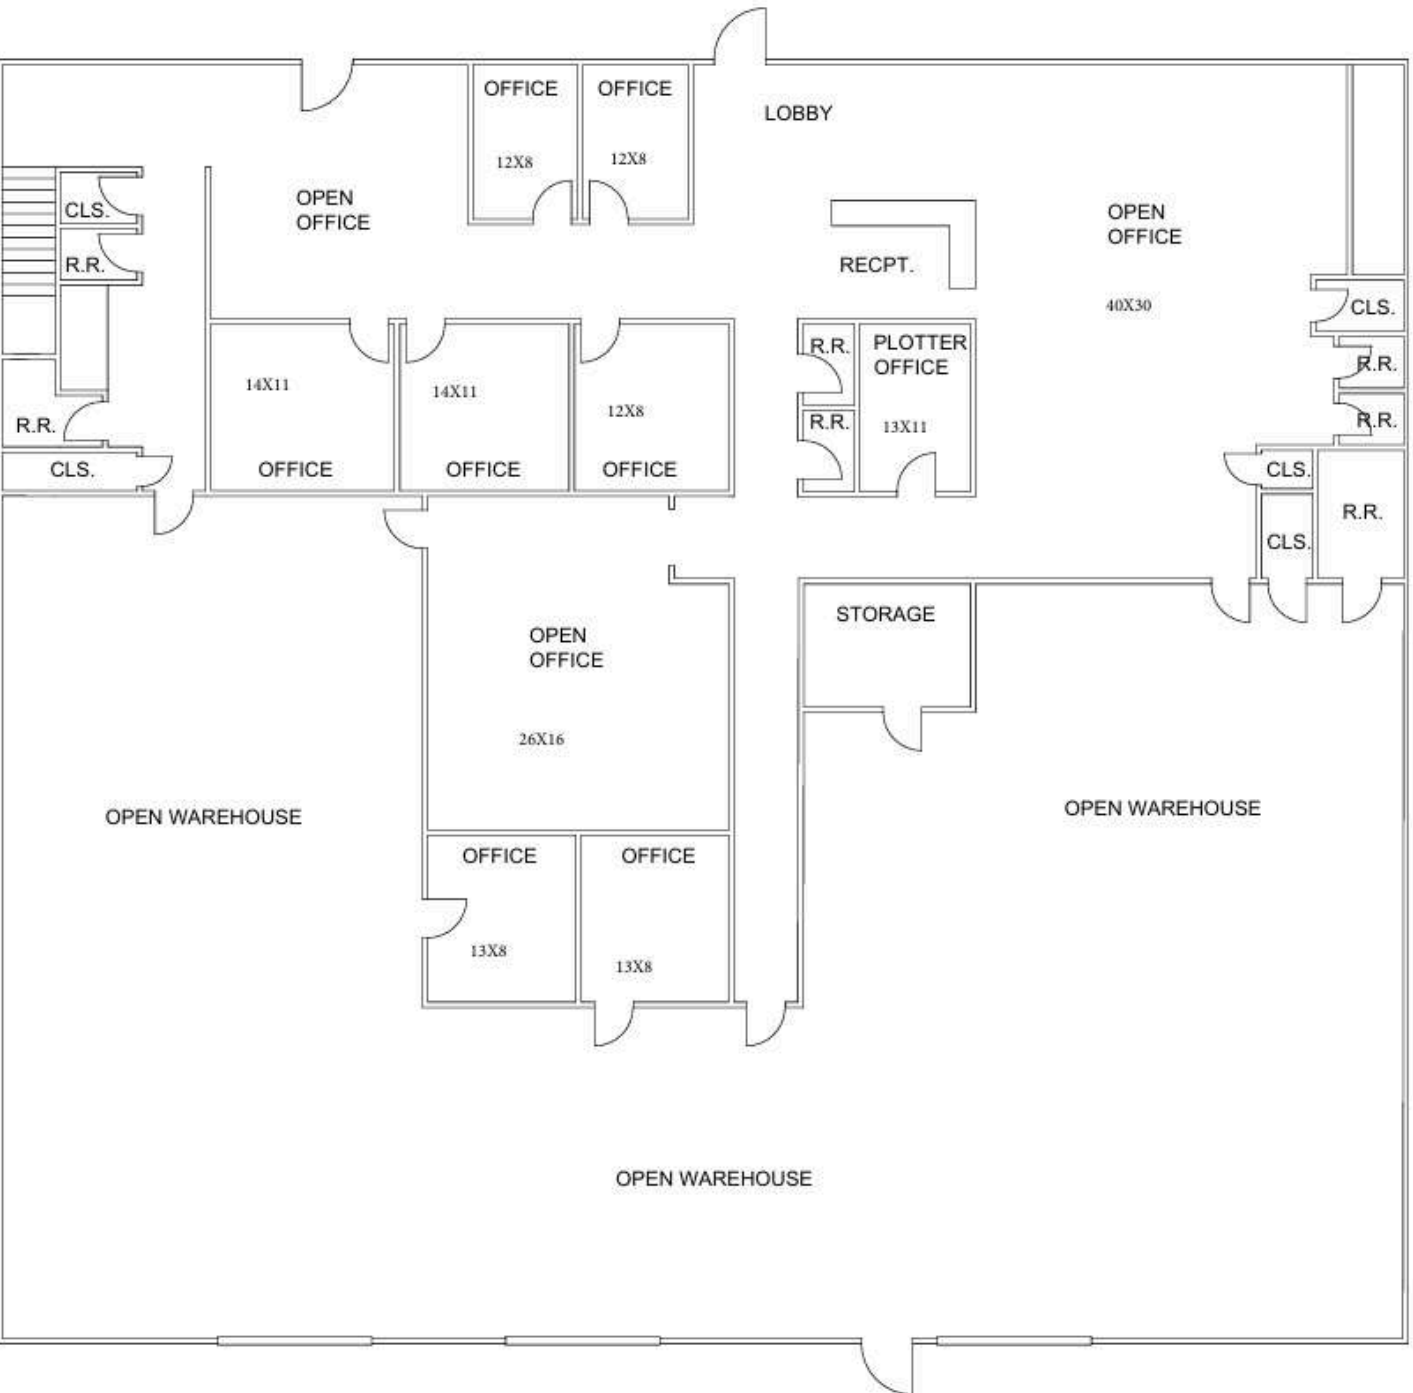 OFFICE
OFFICE
LOBBY
12X8
12X8
OPEN
OFFICE
CLS.
R.R.
RECPT.
OPEN
OFFICE
40X30
CLS.
R.R.
R.R.
R.R.
PLOTTER
OFFICE
13X11
R.R.
14X11
OFFICE
14X11
OFFICE
12X8
OFFICE
R.R.
CLS.
CLS.
R.R.
CLS.
OPEN
OFFICE
26X16
STORAGE
OPEN WAREHOUSE
OPEN WAREHOUSE
OFFICE
13X8
OFFICE
13X8
OPEN WAREHOUSE